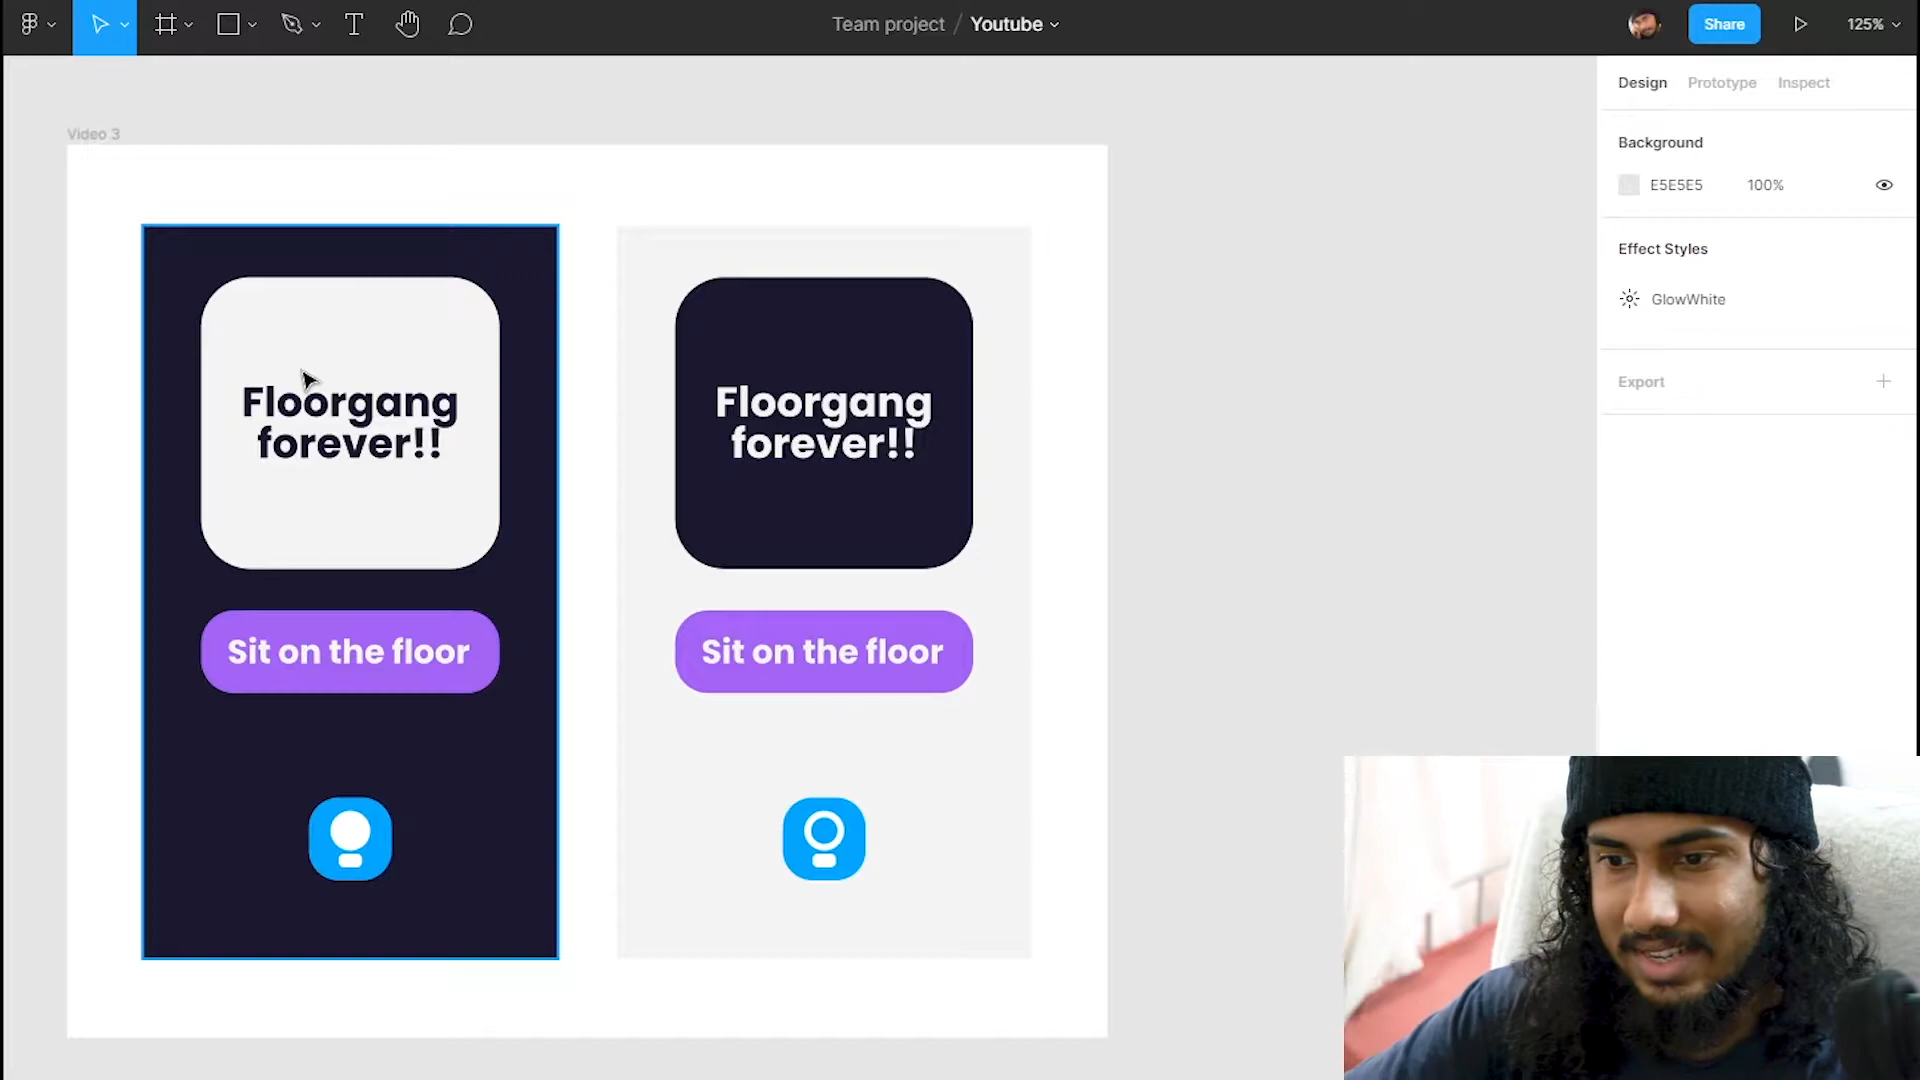 Team project / Youtube
Share
125%
Design Prototype Inspect
Background
E5E5E5 100%
Effect Styles
GlowWhite
Export
Video 3
Floorgang
forever!!
Sit on the floor
Floorgang
forever!!
Sit on the floor